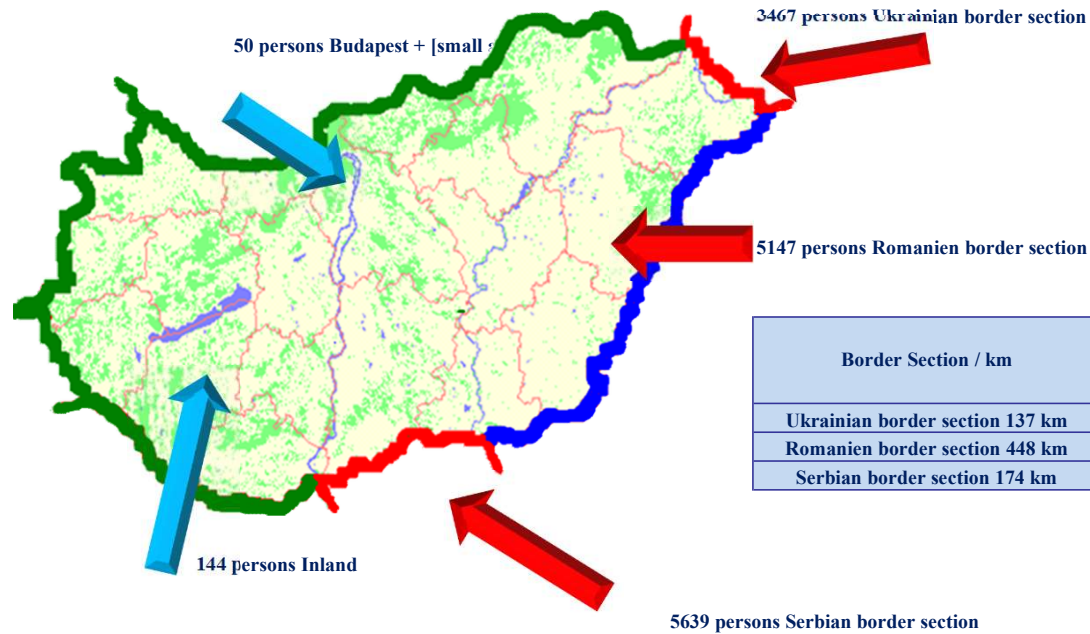 3467 persons Ukrainian border section
50 persons Budapest + [small
5147 persons Romanien border section
Border Section / km
Ukrainian border section 137 km
Romanien border section 448 km
Serbian border section 174 km
144 persons Inland
5639 persons Serbian border section